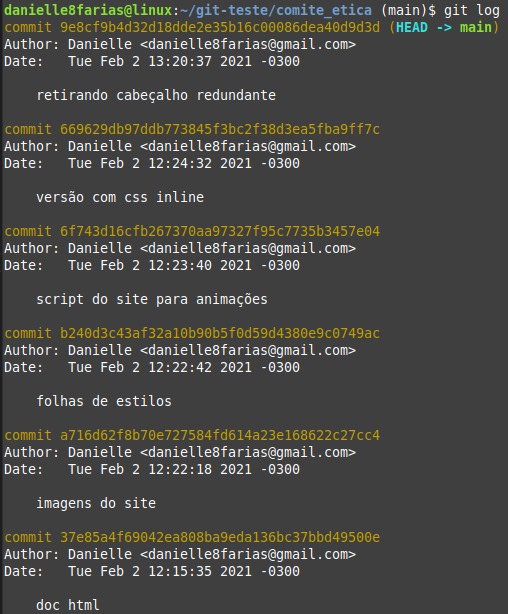 danielle8farias@linux:~/git-teste/comite_etica (main)$ git log
commit 9e8cf9b4d32d18dde2e35b16c00086dea40d9d3d (HEAD -> main)
Author: Danielle <danielle8farias@gmail.com>
Date:   Tue Feb 2 13:20:37 2021 -0300
retirando cabeçalho redundante
commit 669629db97ddb773845f3bc2f38d3ea5fba9ff7c
Author: Danielle <danielle8farias@gmail.com>
Date:   Tue Feb 2 12:24:32 2021 -0300
versão com css inline
commit 6f743d16cfb267370aa97327f95c7735b3457e04
Author: Danielle <danielle8farias@gmail.com>
Date:   Tue Feb 2 12:23:40 2021 -0300
script do site para animações
commit b240d3c43af32a10b90b5f0d59d4380e9c0749ac
Author: Danielle <danielle8farias@gmail.com>
Date:   Tue Feb 2 12:22:42 2021 -0300
folhas de estilos
commit a716d62f8b70e727584fd614a23e168622c27cc4
Author: Danielle <danielle8farias@gmail.com>
Date:   Tue Feb 2 12:22:18 2021 -0300
imagens do site
commit 37e85a4f69042ea808ba9eda136bc37bbd49500e
Author: Danielle <danielle8farias@gmail.com>
Date:   Tue Feb 2 12:15:35 2021 -0300
doc html